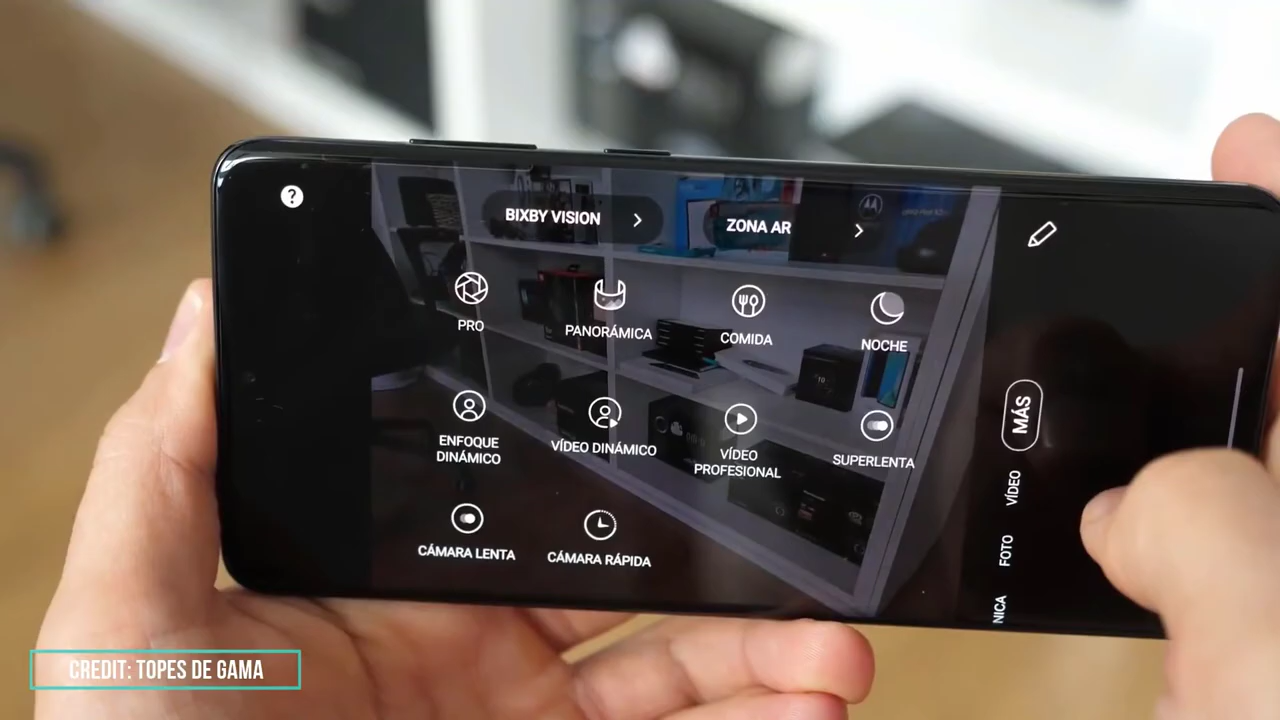 ?
BIXBY VISION >
ZONA AR >
PRO
PANORÁMICA
COMIDA
NOCHE
ENFOQUE
DINÁMICO
VÍDEO DINÁMICO
VÍDEO
PROFESIONAL
SUPERLENTA
CÁMARA LENTA
CÁMARA RÁPIDA
MÁS
VÍDEO
FOTO
NICA
CREDIT: TOPES DE GAMA